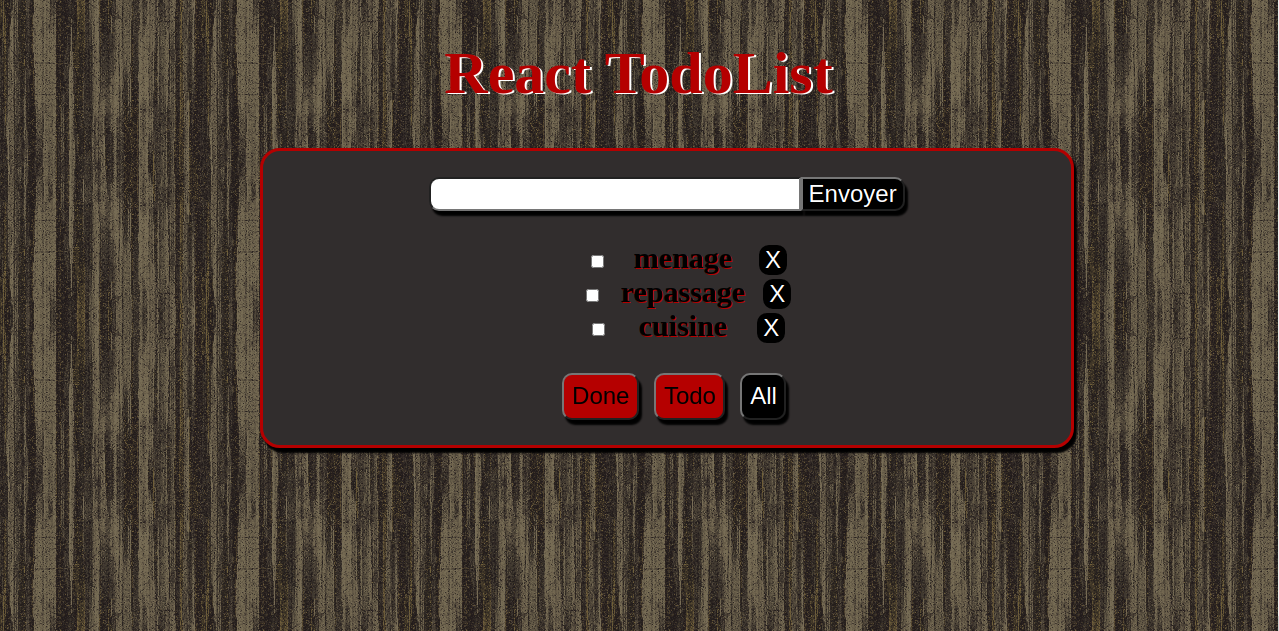 React TodoList
Envoyer
menage X
repassage X
cuisine X
Done Todo All